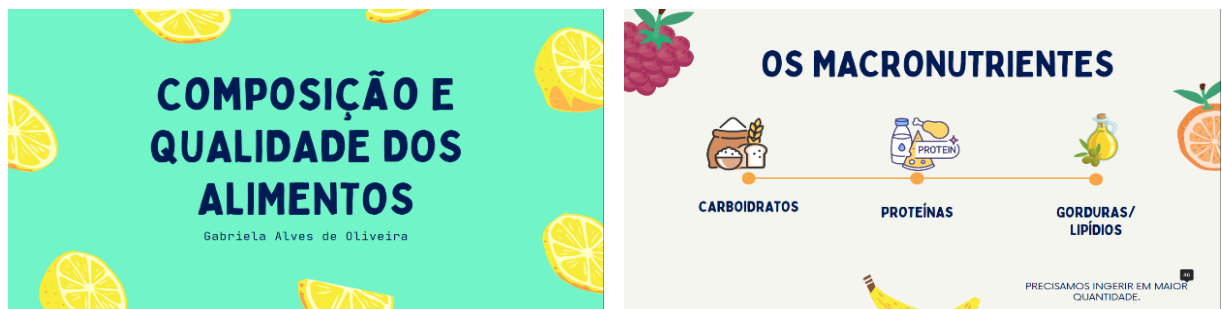 COMPOSIÇÃO E
QUALIDADE DOS
ALIMENTOS
Gabriela Alves de Oliveira
OS MACRONUTRIENTES
PROTEIN
CARBOIDRATOS
PROTEÍNAS
GORDURAS/
LIPÍDIOS
46
PRECISAMOS INGERIR EM MAIOR
QUANTIDADE.